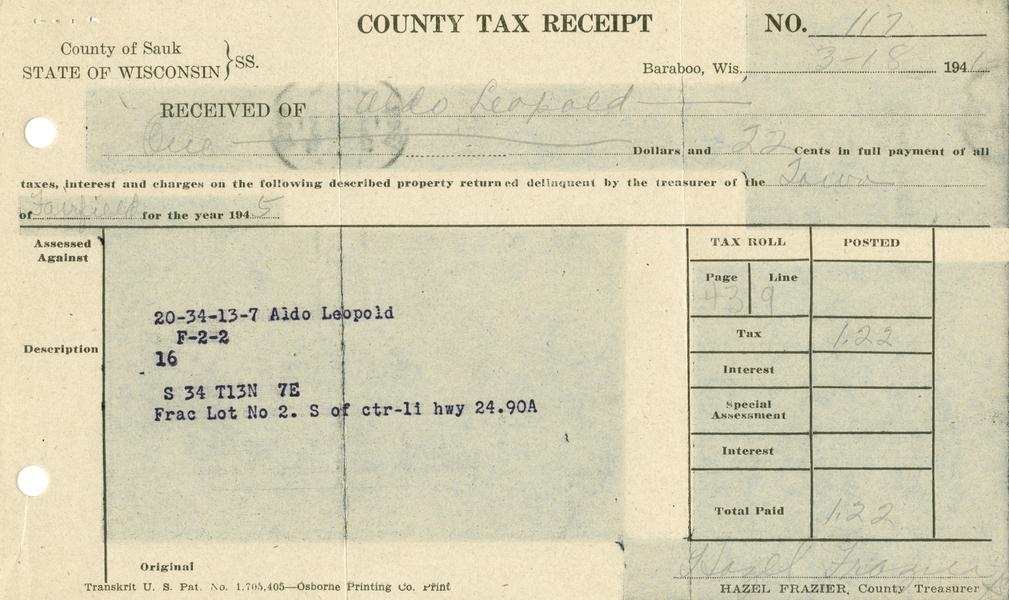 COUNTY TAX RECEIPT NO. 117
County of Sauk
STATE OF WISCONSIN } SS.
Baraboo, Wis. 3-18 194
RECEIVED OF Aldo Leopold
One Dollars and 22 Cents in full payment of all
taxes, interest and charges on the following described property returned delinquent by the treasurer of the Town
of Fairfield for the year 1945
Assessed Against
TAX ROLL POSTED
Page Line
43 9
20-34-13-7 Aldo Leopold
F-2-2
16
Description
S 34 T13N 7E
Frac Lot No 2. S of ctr-li hwy 24.90A
Tax 1.22
Interest
Special Assessment
Interest
Total Paid 1.22
Original
Hazel Frazier
Transkrit U. S. Pat. No. 1,705,405—Osborne Printing Co. Print
HAZEL FRAZIER, County Treasurer